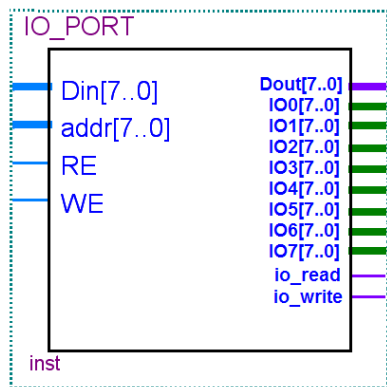 IO_PORT
Din[7..0]
addr[7..0]
RE
WE
Dout[7..0]
IO0[7..0]
IO1[7..0]
IO2[7..0]
IO3[7..0]
IO4[7..0]
IO5[7..0]
IO6[7..0]
IO7[7..0]
io_read
io_write
inst